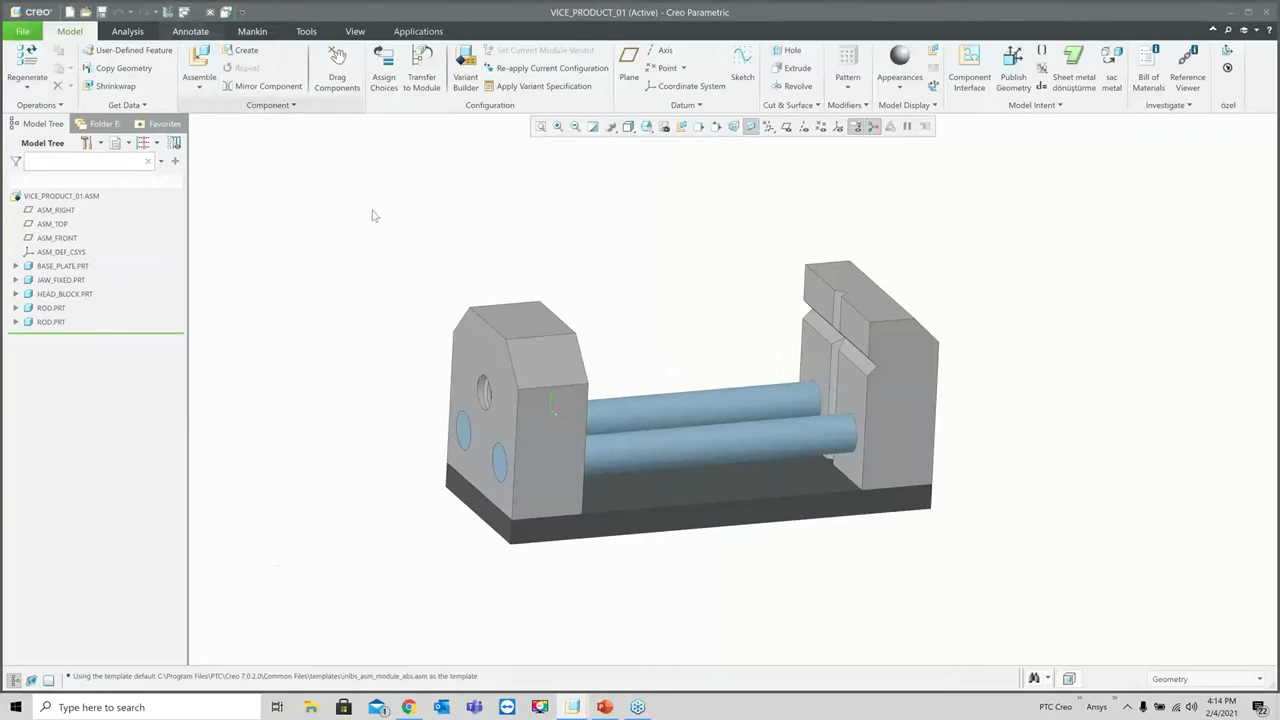 creo
VICE_PRODUCT_01 (Active) - Creo Parametric
File
Model
Analysis
Annotate
Mankin
Tools
View
Applications
Regenerate
User-Defined Feature
Copy Geometry
Shrinkwrap
Assemble
Create
Repeat
Mirror Component
Drag
Components
Assign
Choices
Transfer
to Module
Variant
Builder
Set Current Module Variant
Re-apply Current Configuration
Apply Variant Specification
Plane
Axis
Point
Coordinate System
Sketch
Hole
Extrude
Revolve
Pattern
Appearances
Component
Interface
Publish
Geometry
Sheet metal
dönüştürme
sac
metal
Bill of
Materials
Reference
Viewer
Operations
Get Data
Component
Configuration
Datum
Cut & Surface
Modifiers
Model Display
Model Intent
Investigate
özel
Model Tree
Folder E
Favorites
Model Tree
VICE_PRODUCT_01.ASM
ASM_RIGHT
ASM_TOP
ASM_FRONT
ASM_DEF_CSYS
BASE_PLATE.PRT
JAW_FIXED.PRT
HEAD_BLOCK.PRT
ROD.PRT
ROD.PRT
* Using the template default C:\Program Files\PTC\Creo 7.0.2.0\Common Files\templates\inlbs_asm_module_abs.asm as the template.
Geometry
Type here to search
PTC Creo
Ansys
4:14 PM
2/4/2021
22